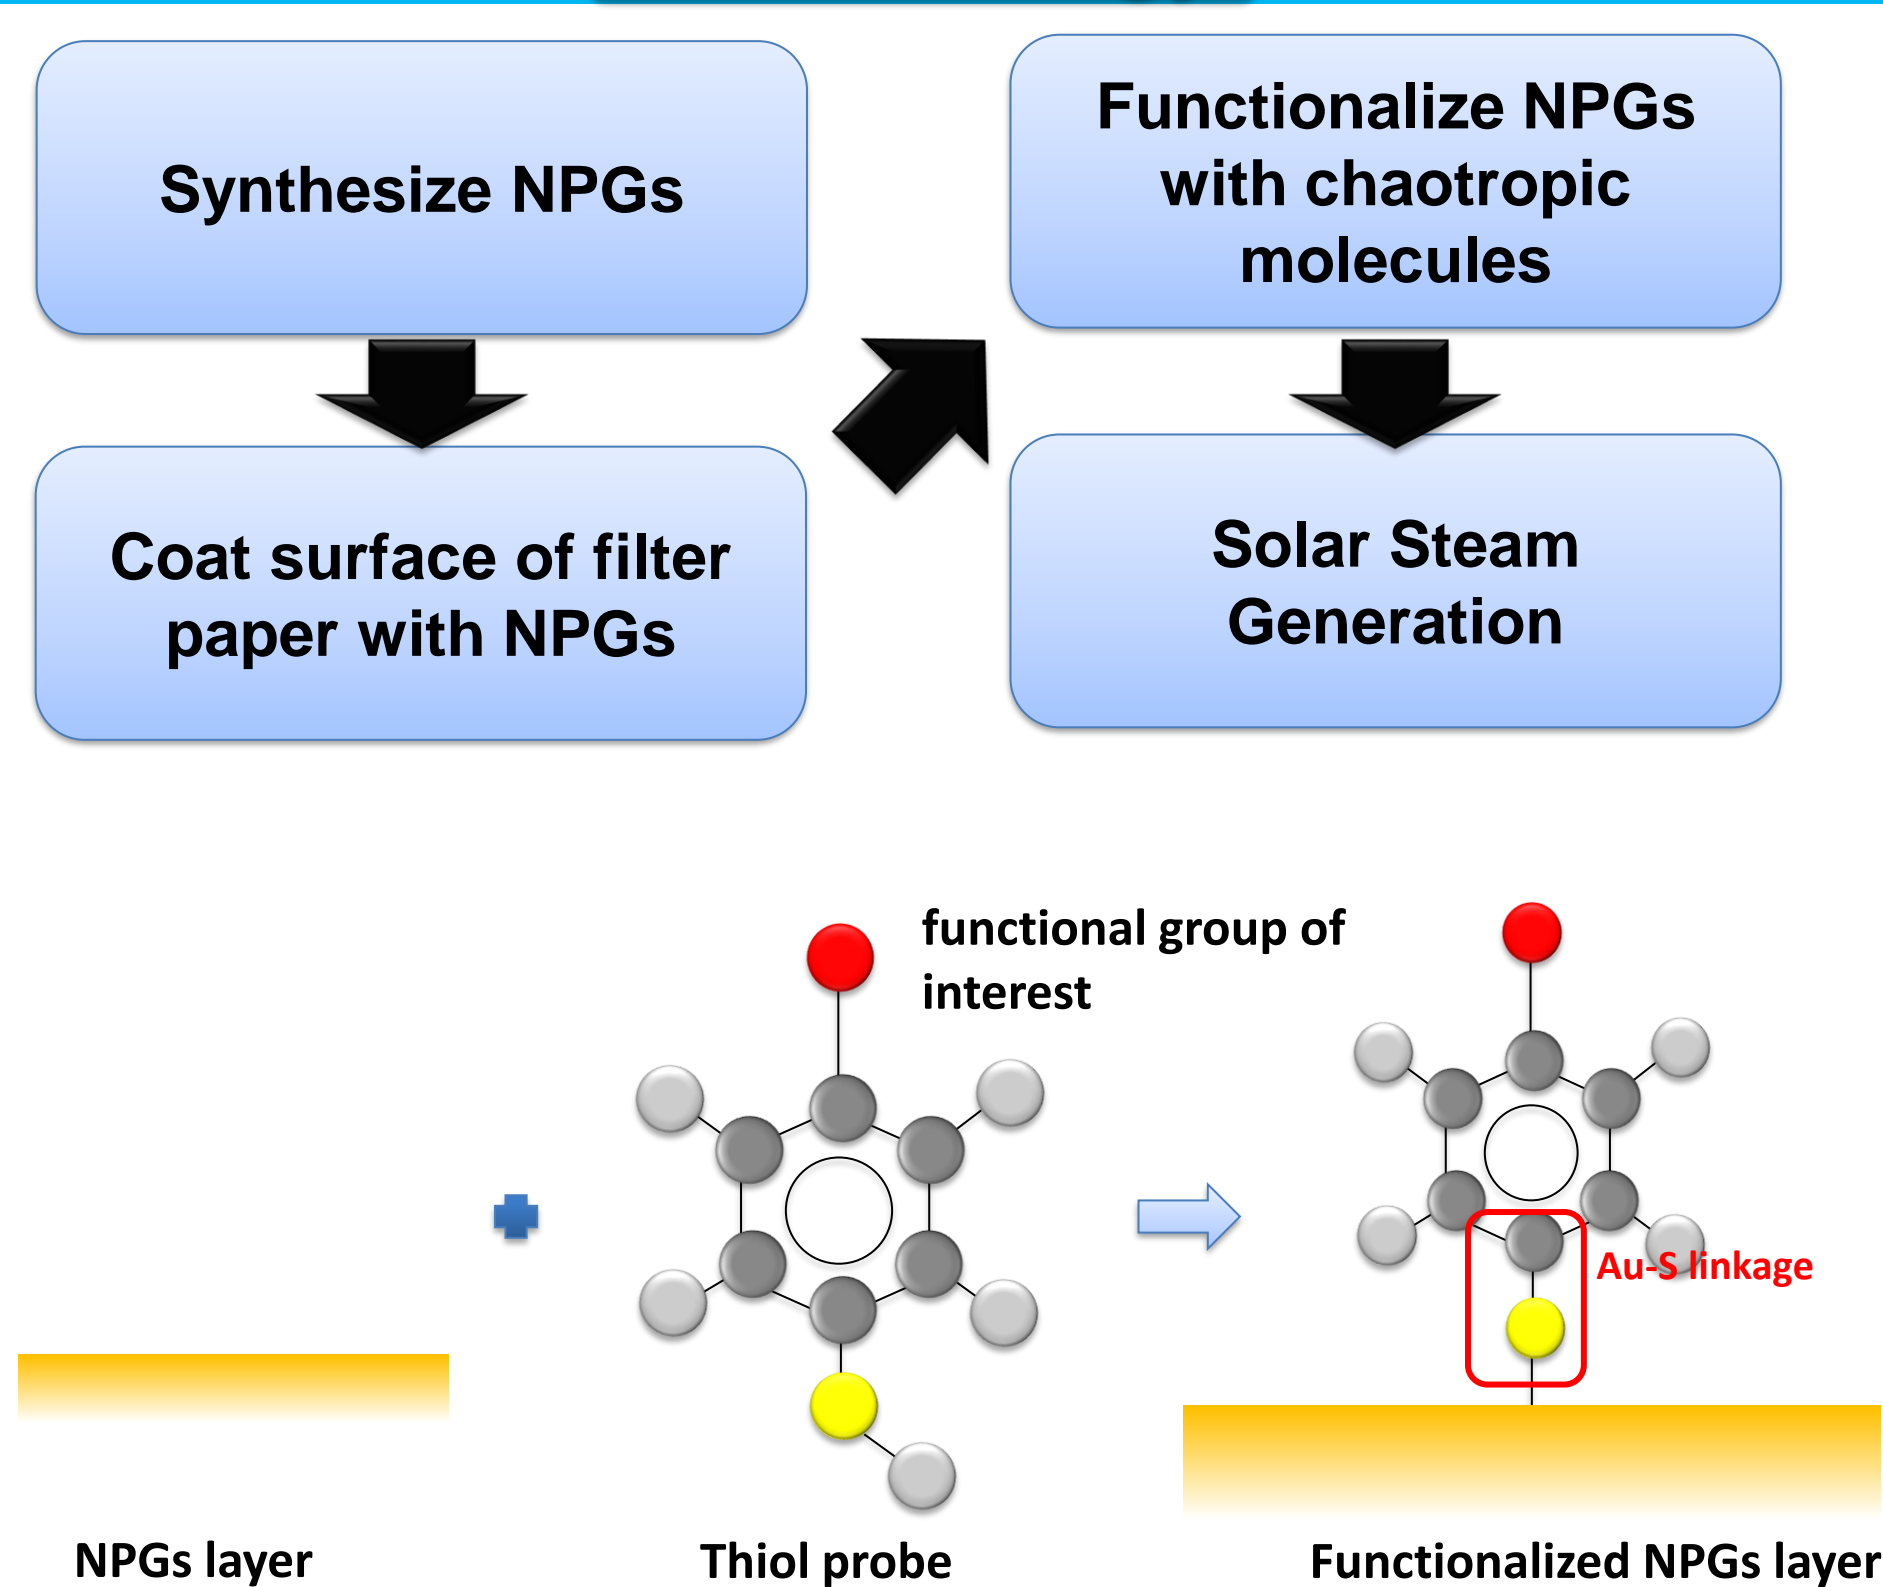 Synthesize NPGs
Coat surface of filter
paper with NPGs
Functionalize NPGs
with chaotropic
molecules
Solar Steam
Generation
functional group of
interest
Au-S linkage
NPGs layer
Thiol probe
Functionalized NPGs layer